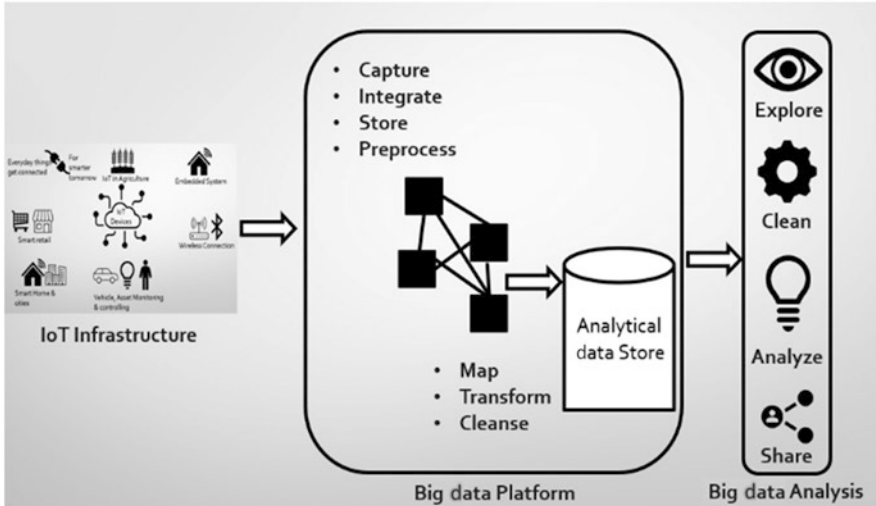 Everyday things
get connected
For
smarter
tomorrow
IoT in Agriculture
Embedded System
IoT
Devices
Smart retail
Wireless Connection
Smart Home &
cities
Vehicle, Asset Monitoring
& controlling
IoT Infrastructure
• Capture
• Integrate
• Store
• Preprocess
Analytical
data Store
• Map
• Transform
• Cleanse
Big data Platform
Explore
Clean
Analyze
Share
Big data Analysis